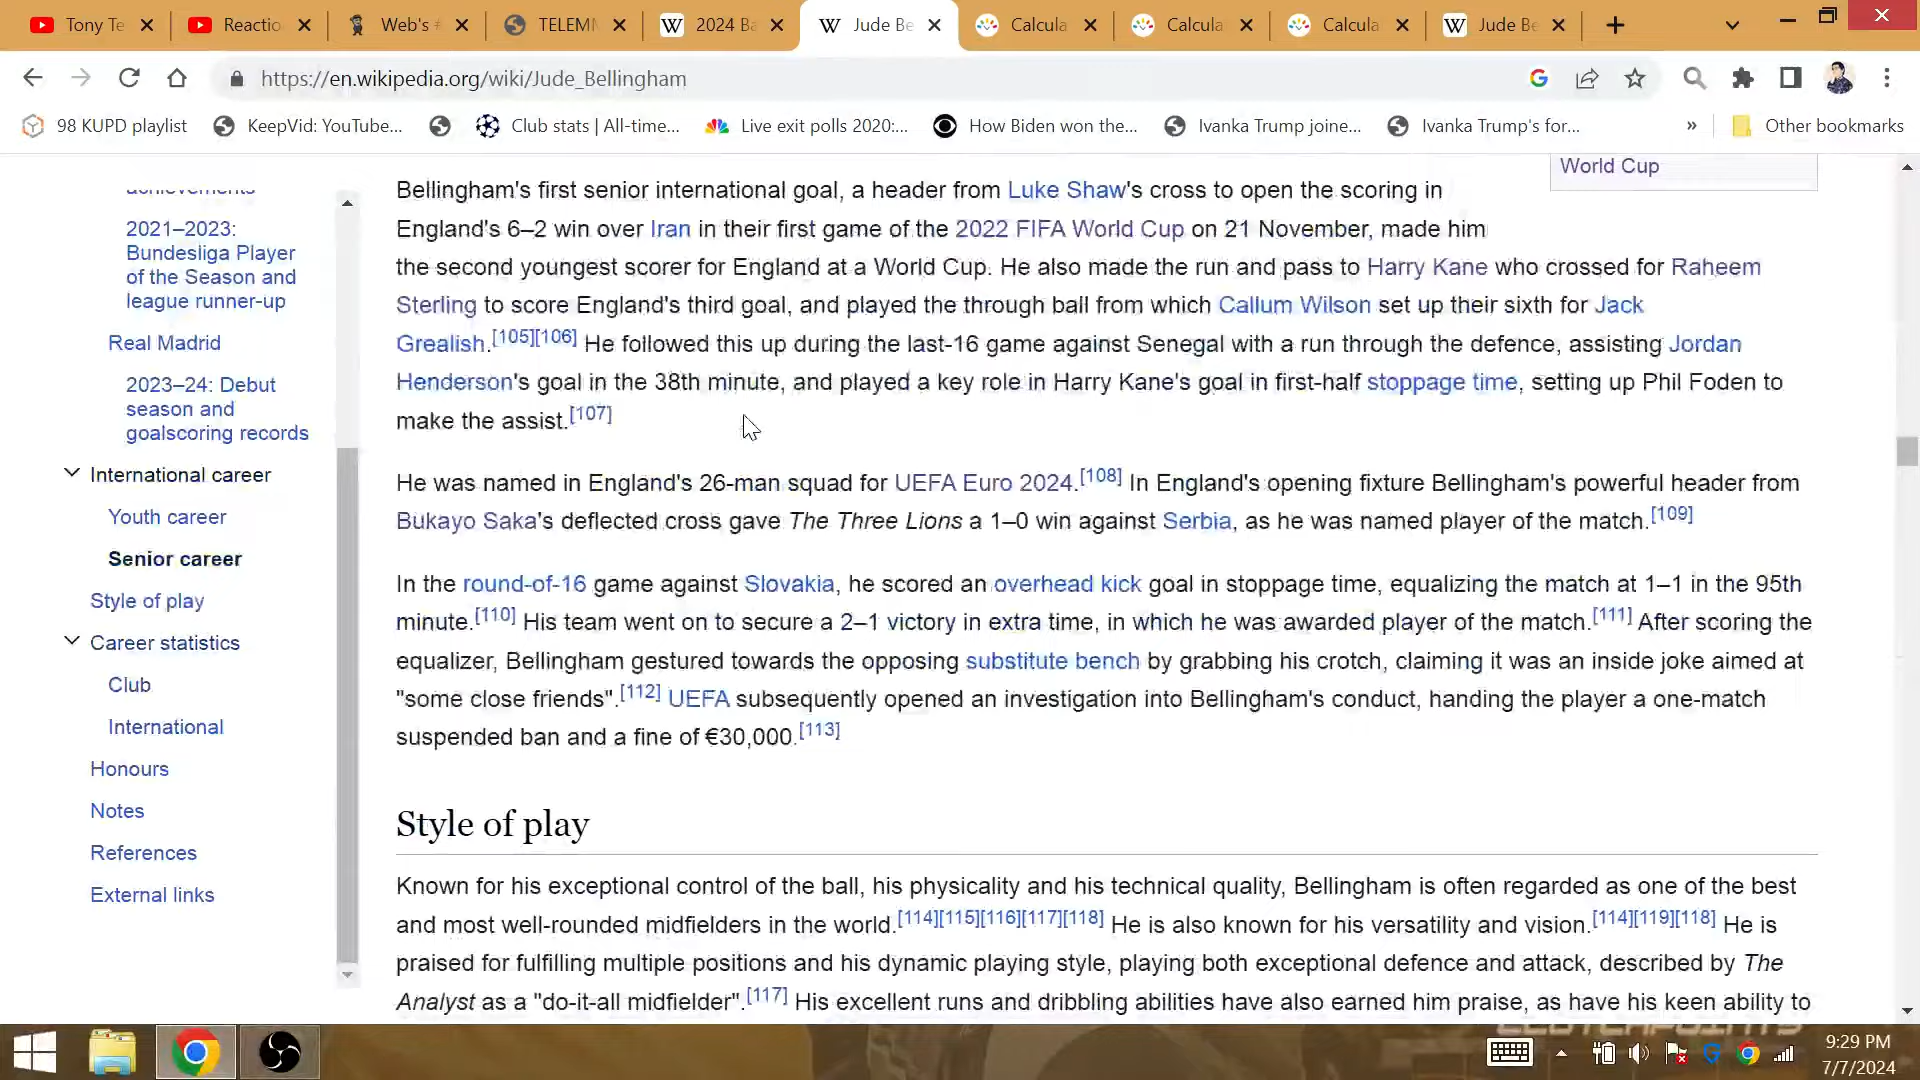 Tony Te
Reactio
Web's
TELEM
2024 Ba
Jude Be
Calcula
Calcula
Calcula
Jude Be
https://en.wikipedia.org/wiki/Jude_Bellingham
98 KUPD playlist
KeepVid: YouTube...
Club stats | All-time...
Live exit polls 2020:...
How Biden won the...
Ivanka Trump joine...
Ivanka Trump's for...
»
Other bookmarks
World Cup
achievements
2021–2023:
Bundesliga Player
of the Season and
league runner-up
Real Madrid
2023–24: Debut
season and
goalscoring records
International career
Youth career
Senior career
Style of play
Career statistics
Club
International
Honours
Notes
References
External links
Bellingham's first senior international goal, a header from Luke Shaw's cross to open the scoring in
England's 6–2 win over Iran in their first game of the 2022 FIFA World Cup on 21 November, made him
the second youngest scorer for England at a World Cup. He also made the run and pass to Harry Kane who crossed for Raheem
Sterling to score England's third goal, and played the through ball from which Callum Wilson set up their sixth for Jack
Grealish.[105][106] He followed this up during the last-16 game against Senegal with a run through the defence, assisting Jordan
Henderson's goal in the 38th minute, and played a key role in Harry Kane's goal in first-half stoppage time, setting up Phil Foden to
make the assist.[107]
He was named in England's 26-man squad for UEFA Euro 2024.[108] In England's opening fixture Bellingham's powerful header from
Bukayo Saka's deflected cross gave The Three Lions a 1–0 win against Serbia, as he was named player of the match.[109]
In the round-of-16 game against Slovakia, he scored an overhead kick goal in stoppage time, equalizing the match at 1–1 in the 95th
minute.[110] His team went on to secure a 2–1 victory in extra time, in which he was awarded player of the match.[111] After scoring the
equalizer, Bellingham gestured towards the opposing substitute bench by grabbing his crotch, claiming it was an inside joke aimed at
"some close friends".[112] UEFA subsequently opened an investigation into Bellingham's conduct, handing the player a one-match
suspended ban and a fine of €30,000.[113]
Style of play
Known for his exceptional control of the ball, his physicality and his technical quality, Bellingham is often regarded as one of the best
and most well-rounded midfielders in the world.[114][115][116][117][118] He is also known for his versatility and vision.[114][119][118] He is
praised for fulfilling multiple positions and his dynamic playing style, playing both exceptional defence and attack, described by The
Analyst as a "do-it-all midfielder".[117] His excellent runs and dribbling abilities have also earned him praise, as have his keen ability to
9:29 PM
7/7/2024